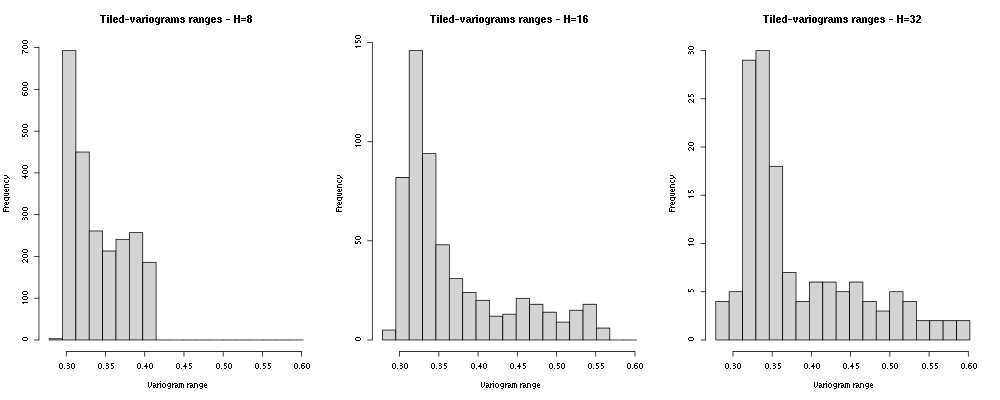 Tiled-variograms ranges - H=8
Tiled-variograms ranges - H=16
Tiled-variograms ranges - H=32
Frequency
700
600
500
400
300
200
100
0
0.30 0.35 0.40 0.45 0.50 0.55 0.60
Variogram range
Frequency
150
100
50
0
0.30 0.35 0.40 0.45 0.50 0.55 0.60
Variogram range
Frequency
30
25
20
15
10
5
0
0.30 0.35 0.40 0.45 0.50 0.55 0.60
Variogram range